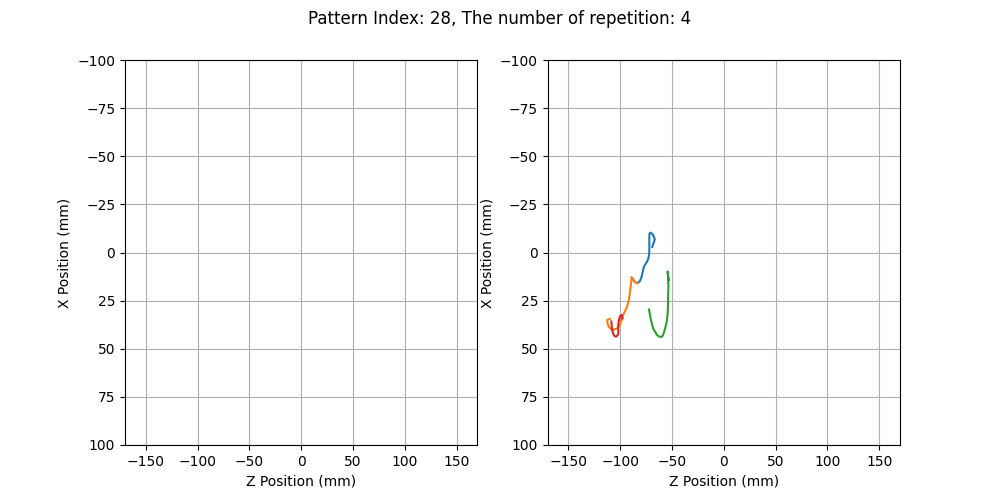 Pattern Index: 28, The number of repetition: 4
−100 −100
−75 −75
−50 −50
−25 −25
0 0
25 25
50 50
75 75
100 100
X Position (mm) X Position (mm)
−150 −100 −50 0 50 100 150 −150 −100 −50 0 50 100 150
Z Position (mm) Z Position (mm)